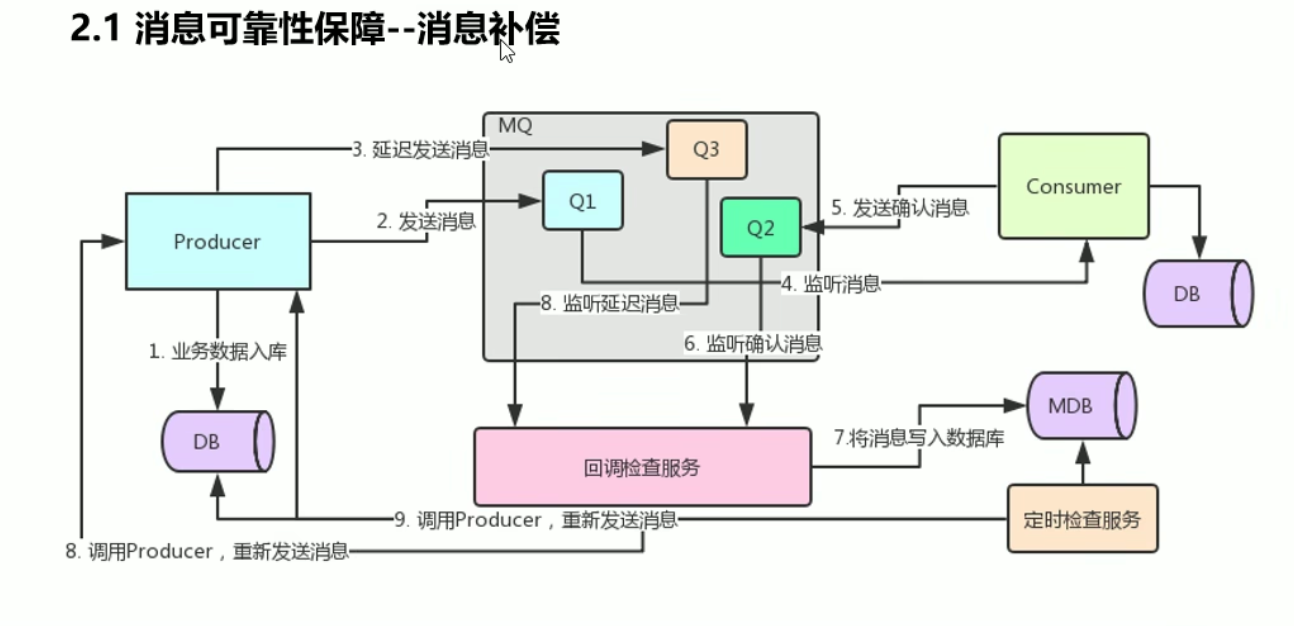 2.1 消息可靠性保障--消息补偿
MQ
3. 延迟发送消息
Q3
Q1
2. 发送消息
Producer
Q2
5. 发送确认消息
Consumer
4. 监听消息
DB
8. 监听延迟消息
6. 监听确认消息
1. 业务数据入库
DB
MDB
7.将消息写入数据库
回调检查服务
9. 调用Producer，重新发送消息
定时检查服务
8. 调用Producer，重新发送消息